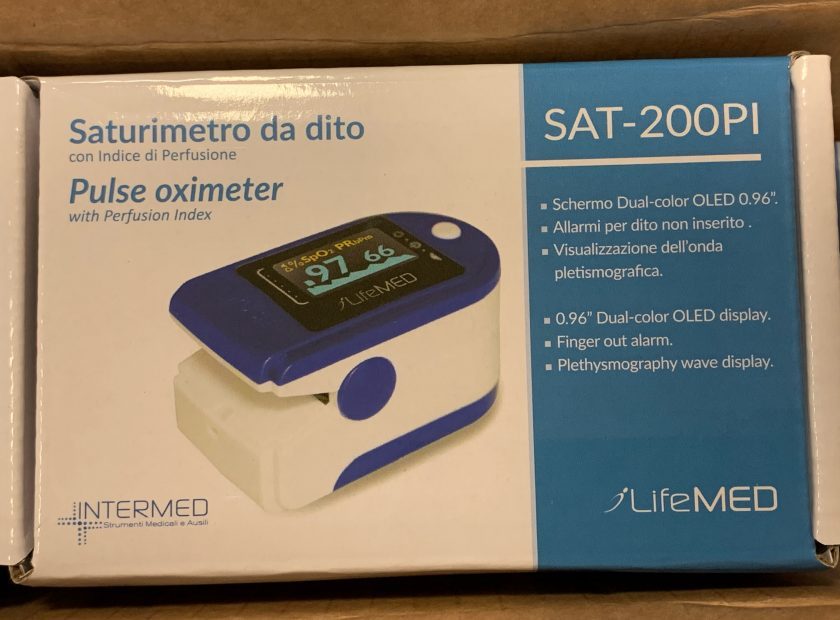 Saturimetro da dito
con Indice di Perfusione
Pulse oximeter
with Perfusion Index
%SpO2 PRbpm
97 66
iLifeMED
INTERMED
Strumenti Medicali e Ausili
SAT-200PI
Schermo Dual-color OLED 0.96”.
Allarmi per dito non inserito .
Visualizzazione dell’onda
pletismografica.
0.96” Dual-color OLED display.
Finger out alarm.
Plethysmography wave display.
iLifeMED